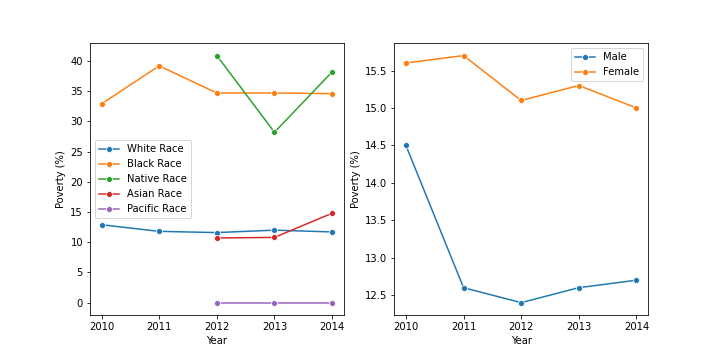 40
35
30
25
20
15
10
5
0
Poverty (%)
White Race
Black Race
Native Race
Asian Race
Pacific Race
2010 2011 2012 2013 2014
Year
15.5
15.0
14.5
14.0
13.5
13.0
12.5
Poverty (%)
Male
Female
2010 2011 2012 2013 2014
Year